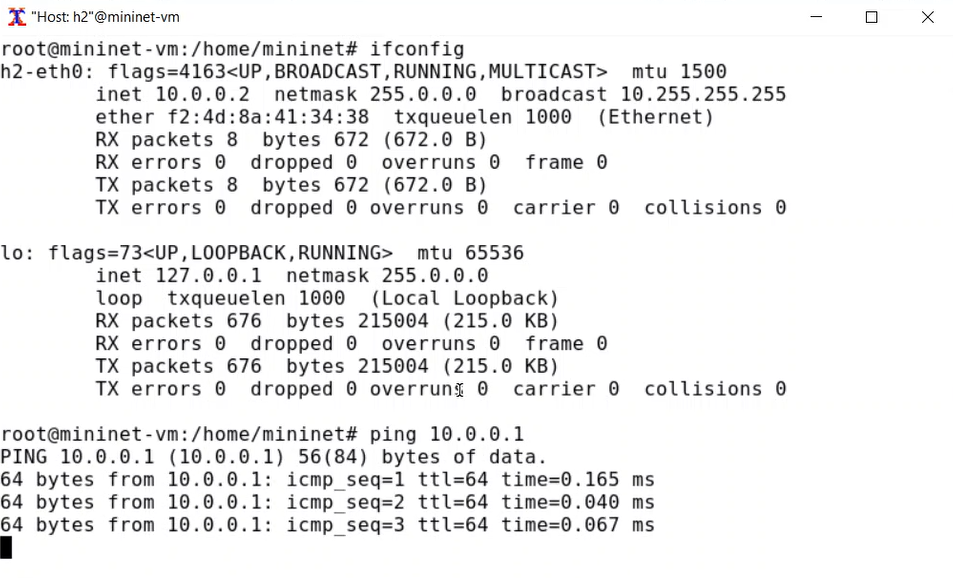 "Host: h2"@mininet-vm
root@mininet-vm:/home/mininet# ifconfig
h2-eth0: flags=4163<UP,BROADCAST,RUNNING,MULTICAST>  mtu 1500
        inet 10.0.0.2  netmask 255.0.0.0  broadcast 10.255.255.255
        ether f2:4d:8a:41:34:38  txqueuelen 1000  (Ethernet)
        RX packets 8  bytes 672 (672.0 B)
        RX errors 0  dropped 0  overruns 0  frame 0
        TX packets 8  bytes 672 (672.0 B)
        TX errors 0  dropped 0 overruns 0  carrier 0  collisions 0

lo: flags=73<UP,LOOPBACK,RUNNING>  mtu 65536
        inet 127.0.0.1  netmask 255.0.0.0
        loop  txqueuelen 1000  (Local Loopback)
        RX packets 676  bytes 215004 (215.0 KB)
        RX errors 0  dropped 0  overruns 0  frame 0
        TX packets 676  bytes 215004 (215.0 KB)
        TX errors 0  dropped 0 overruns 0  carrier 0  collisions 0

root@mininet-vm:/home/mininet# ping 10.0.0.1
PING 10.0.0.1 (10.0.0.1) 56(84) bytes of data.
64 bytes from 10.0.0.1: icmp_seq=1 ttl=64 time=0.165 ms
64 bytes from 10.0.0.1: icmp_seq=2 ttl=64 time=0.040 ms
64 bytes from 10.0.0.1: icmp_seq=3 ttl=64 time=0.067 ms